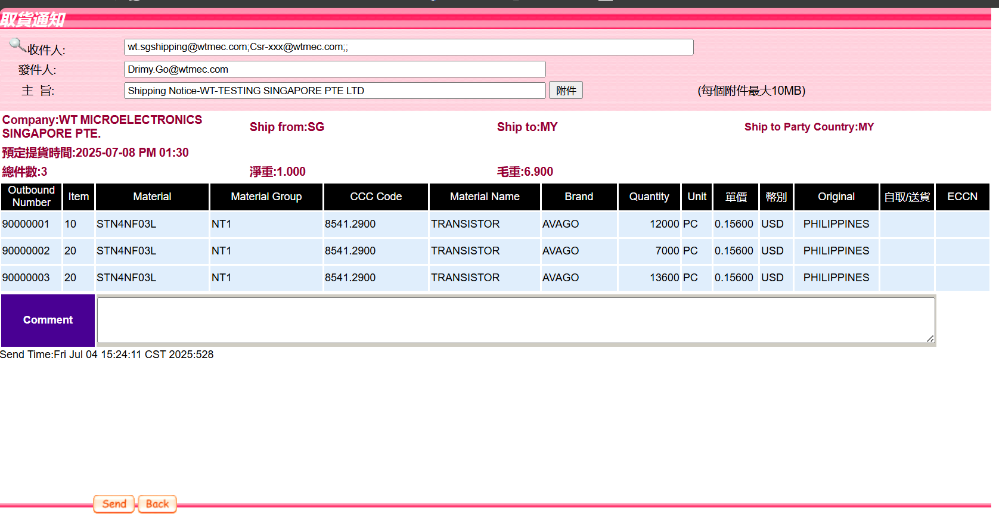 取貨通知
收件人: wt.sgshipping@wtmec.com;Csr-xxx@wtmec.com;;
發件人: Drimy.Go@wtmec.com
主 旨: Shipping Notice-WT-TESTING SINGAPORE PTE LTD 附件 (每個附件最大10MB)
Company:WT MICROELECTRONICS
SINGAPORE PTE. Ship from:SG Ship to:MY Ship to Party Country:MY
預定提貨時間:2025-07-08 PM 01:30
總件數:3 淨重:1.000 毛重:6.900
Outbound Number Item Material Material Group CCC Code Material Name Brand Quantity Unit 單價 幣別 Original 自取/送貨 ECCN
90000001 10 STN4NF03L NT1 8541.2900 TRANSISTOR AVAGO 12000 PC 0.15600 USD PHILIPPINES
90000002 20 STN4NF03L NT1 8541.2900 TRANSISTOR AVAGO 7000 PC 0.15600 USD PHILIPPINES
90000003 20 STN4NF03L NT1 8541.2900 TRANSISTOR AVAGO 13600 PC 0.15600 USD PHILIPPINES
Comment
Send Time:Fri Jul 04 15:24:11 CST 2025:528
Send Back